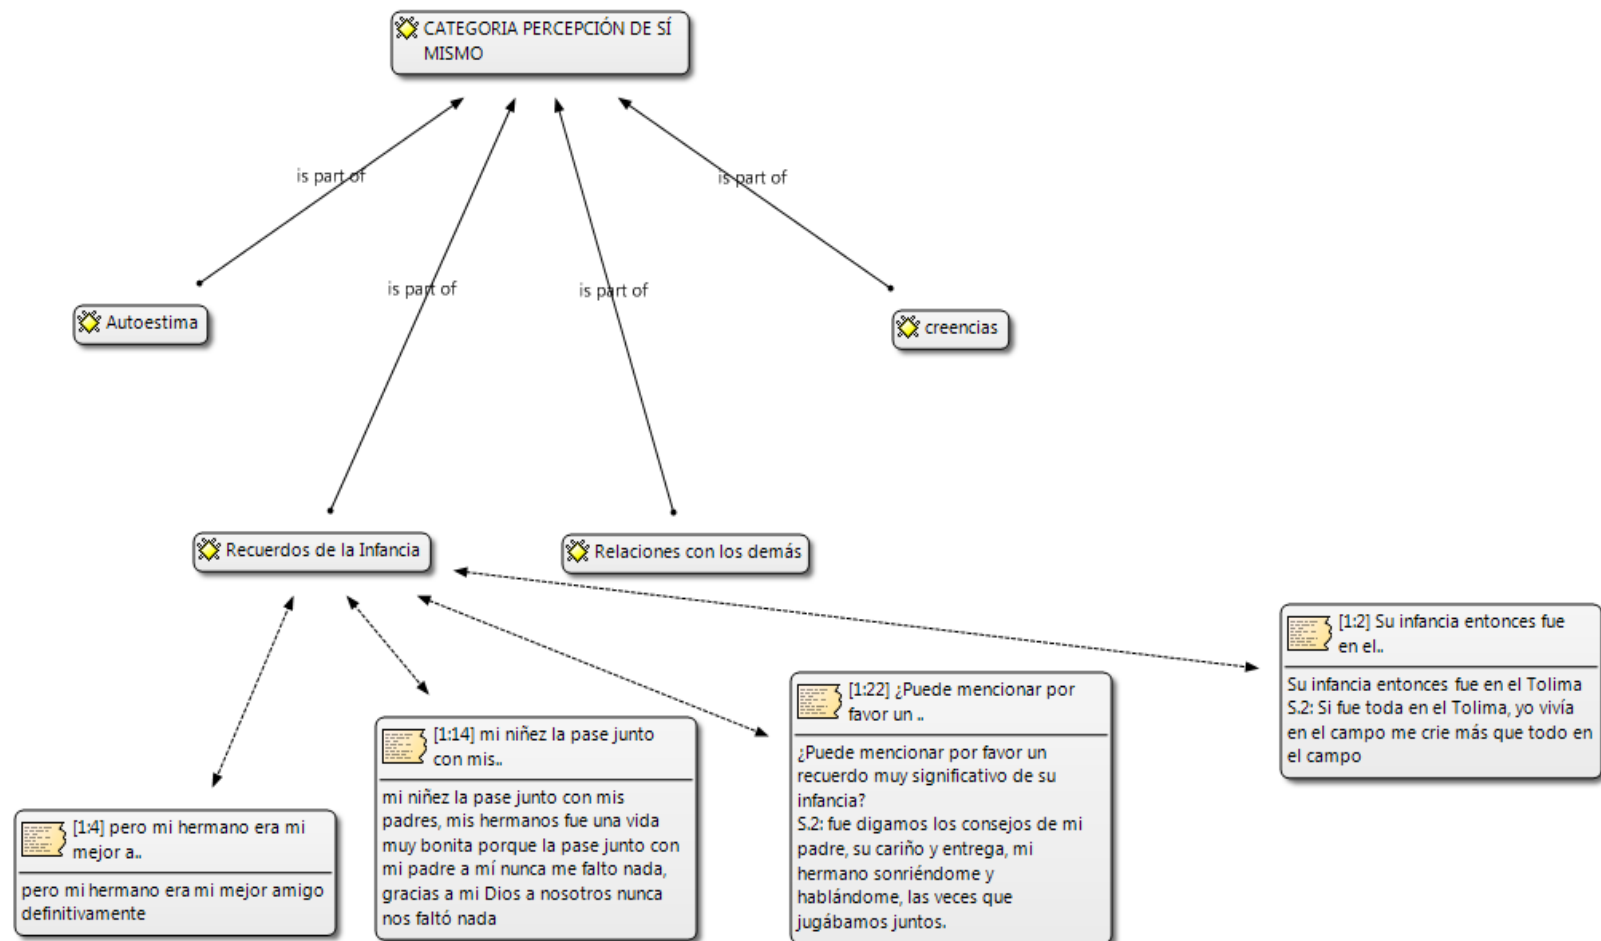 CATEGORIA PERCEPCIÓN DE SÍ
MISMO
is part of
is part of
is part of
is part of
Autoestima
creencias
Recuerdos de la Infancia
Relaciones con los demás
[1:4] pero mi hermano era mi
mejor a..
pero mi hermano era mi mejor amigo
definitivamente
[1:14] mi niñez la pase junto
con mis..
mi niñez la pase junto con mis
padres, mis hermanos fue una vida
muy bonita porque la pase junto con
mi padre a mí nunca me falto nada,
gracias a mi Dios a nosotros nunca
nos faltó nada
[1:22] ¿Puede mencionar por
favor un ..
¿Puede mencionar por favor un
recuerdo muy significativo de su
infancia?
S.2: fue digamos los consejos de mi
padre, su cariño y entrega, mi
hermano sonriéndome y
hablándome, las veces que
jugábamos juntos.
[1:2] Su infancia entonces fue
en el..
Su infancia entonces fue en el Tolima
S.2: Si fue toda en el Tolima, yo vivía
en el campo me crie más que todo en
el campo